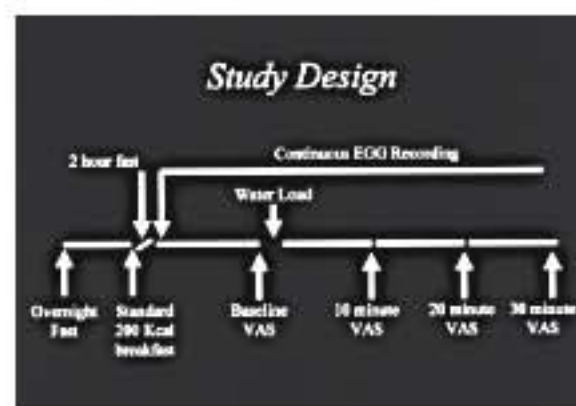 Study Design
2 hour fast
Continuous EGG Recording
Water Load
Overnight
Fast
Standard
200 Kcal
breakfast
Baseline
VAS
10 minute
VAS
20 minute
VAS
30 minute
VAS